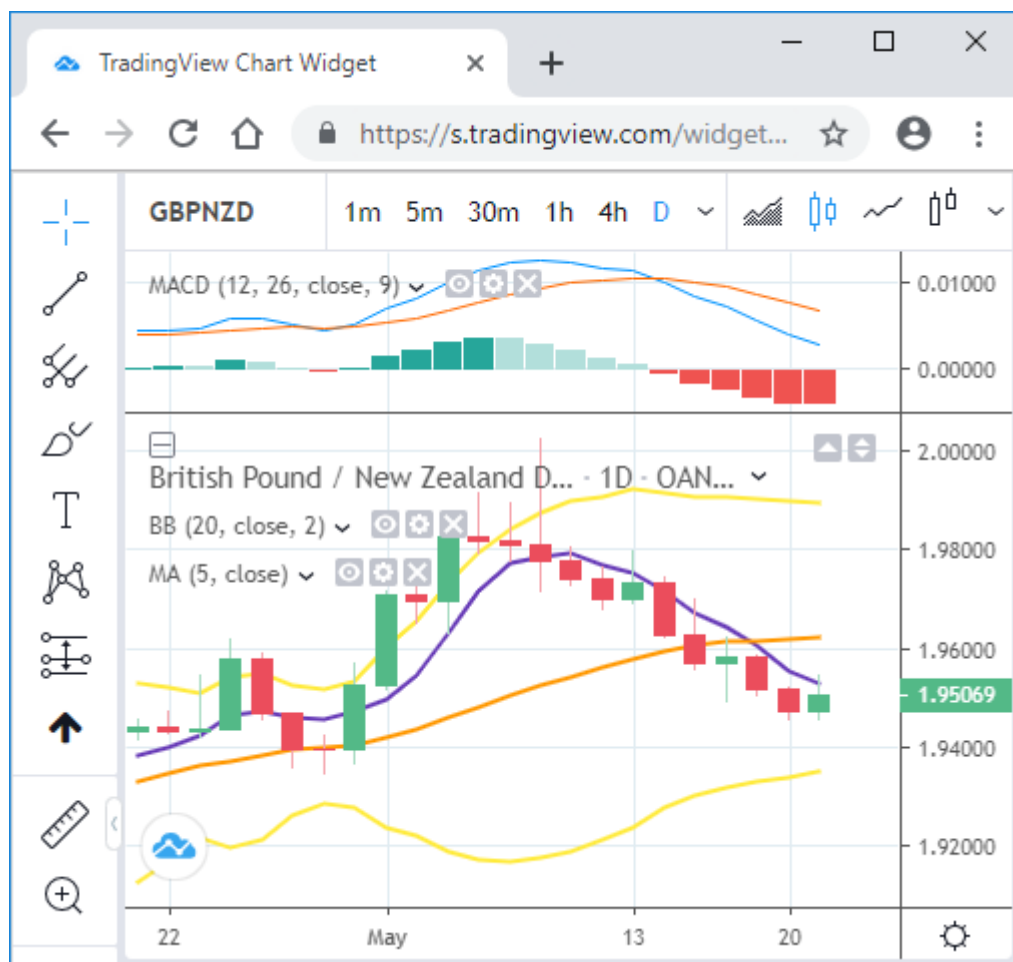 TradingView Chart Widget
https://s.tradingview.com/widget...
GBPNZD 1m 5m 30m 1h 4h D
MACD (12, 26, close, 9)
0.01000
0.00000
2.00000
British Pound / New Zealand D... · 1D · OAN...
BB (20, close, 2)
1.98000
MA (5, close)
1.96000
1.95069
1.94000
1.92000
22 May 13 20